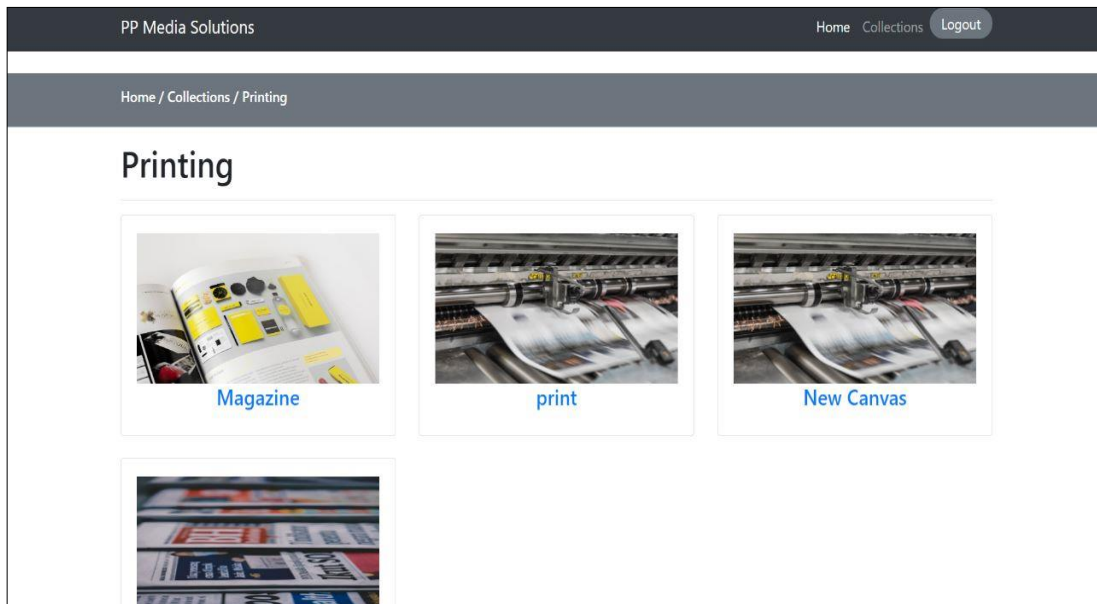 PP Media Solutions
Home Collections Logout
Home / Collections / Printing
Printing
Magazine
print
New Canvas